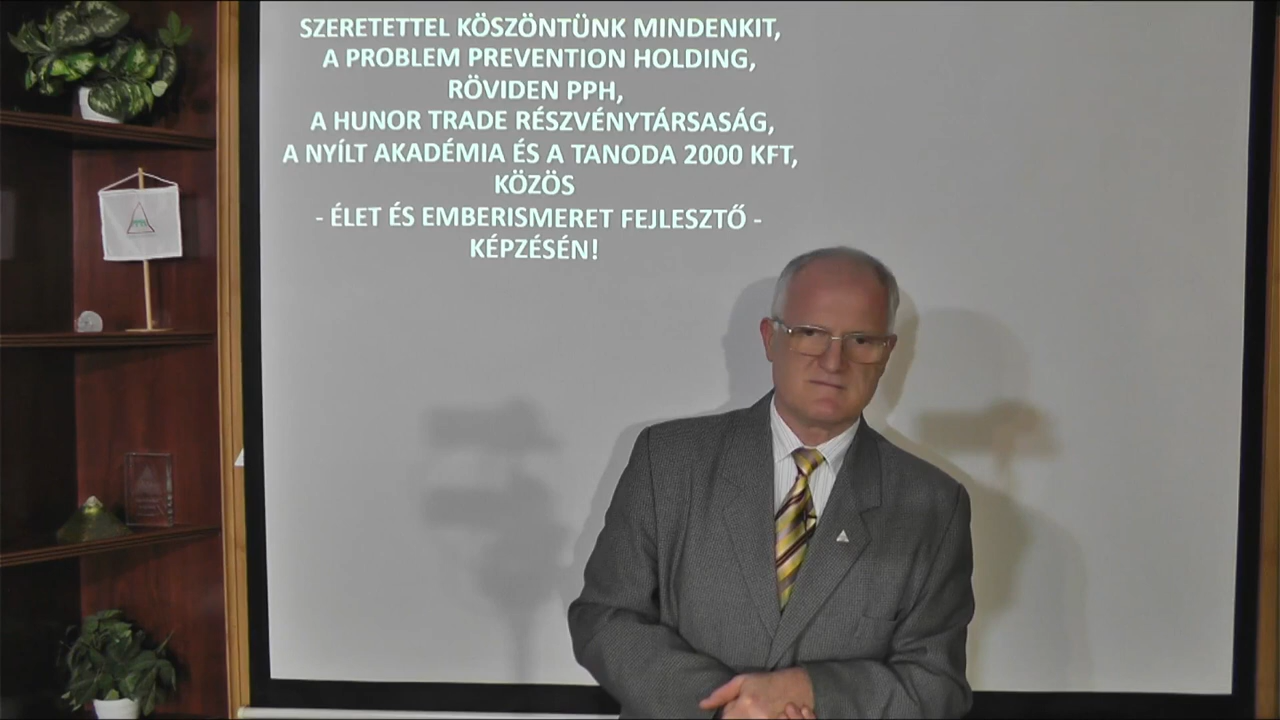 SZERETETTEL KÖSZÖNTÜNK MINDENKIT,
A PROBLEM PREVENTION HOLDING,
RÖVIDEN PPH,
A HUNOR TRADE RÉSZVÉNYTÁRSASÁG,
A NYÍLT AKADÉMIA ÉS A TANODA 2000 KFT,
KÖZÖS
- ÉLET ÉS EMBERISMERET FEJLESZTŐ -
KÉPZÉSÉN!